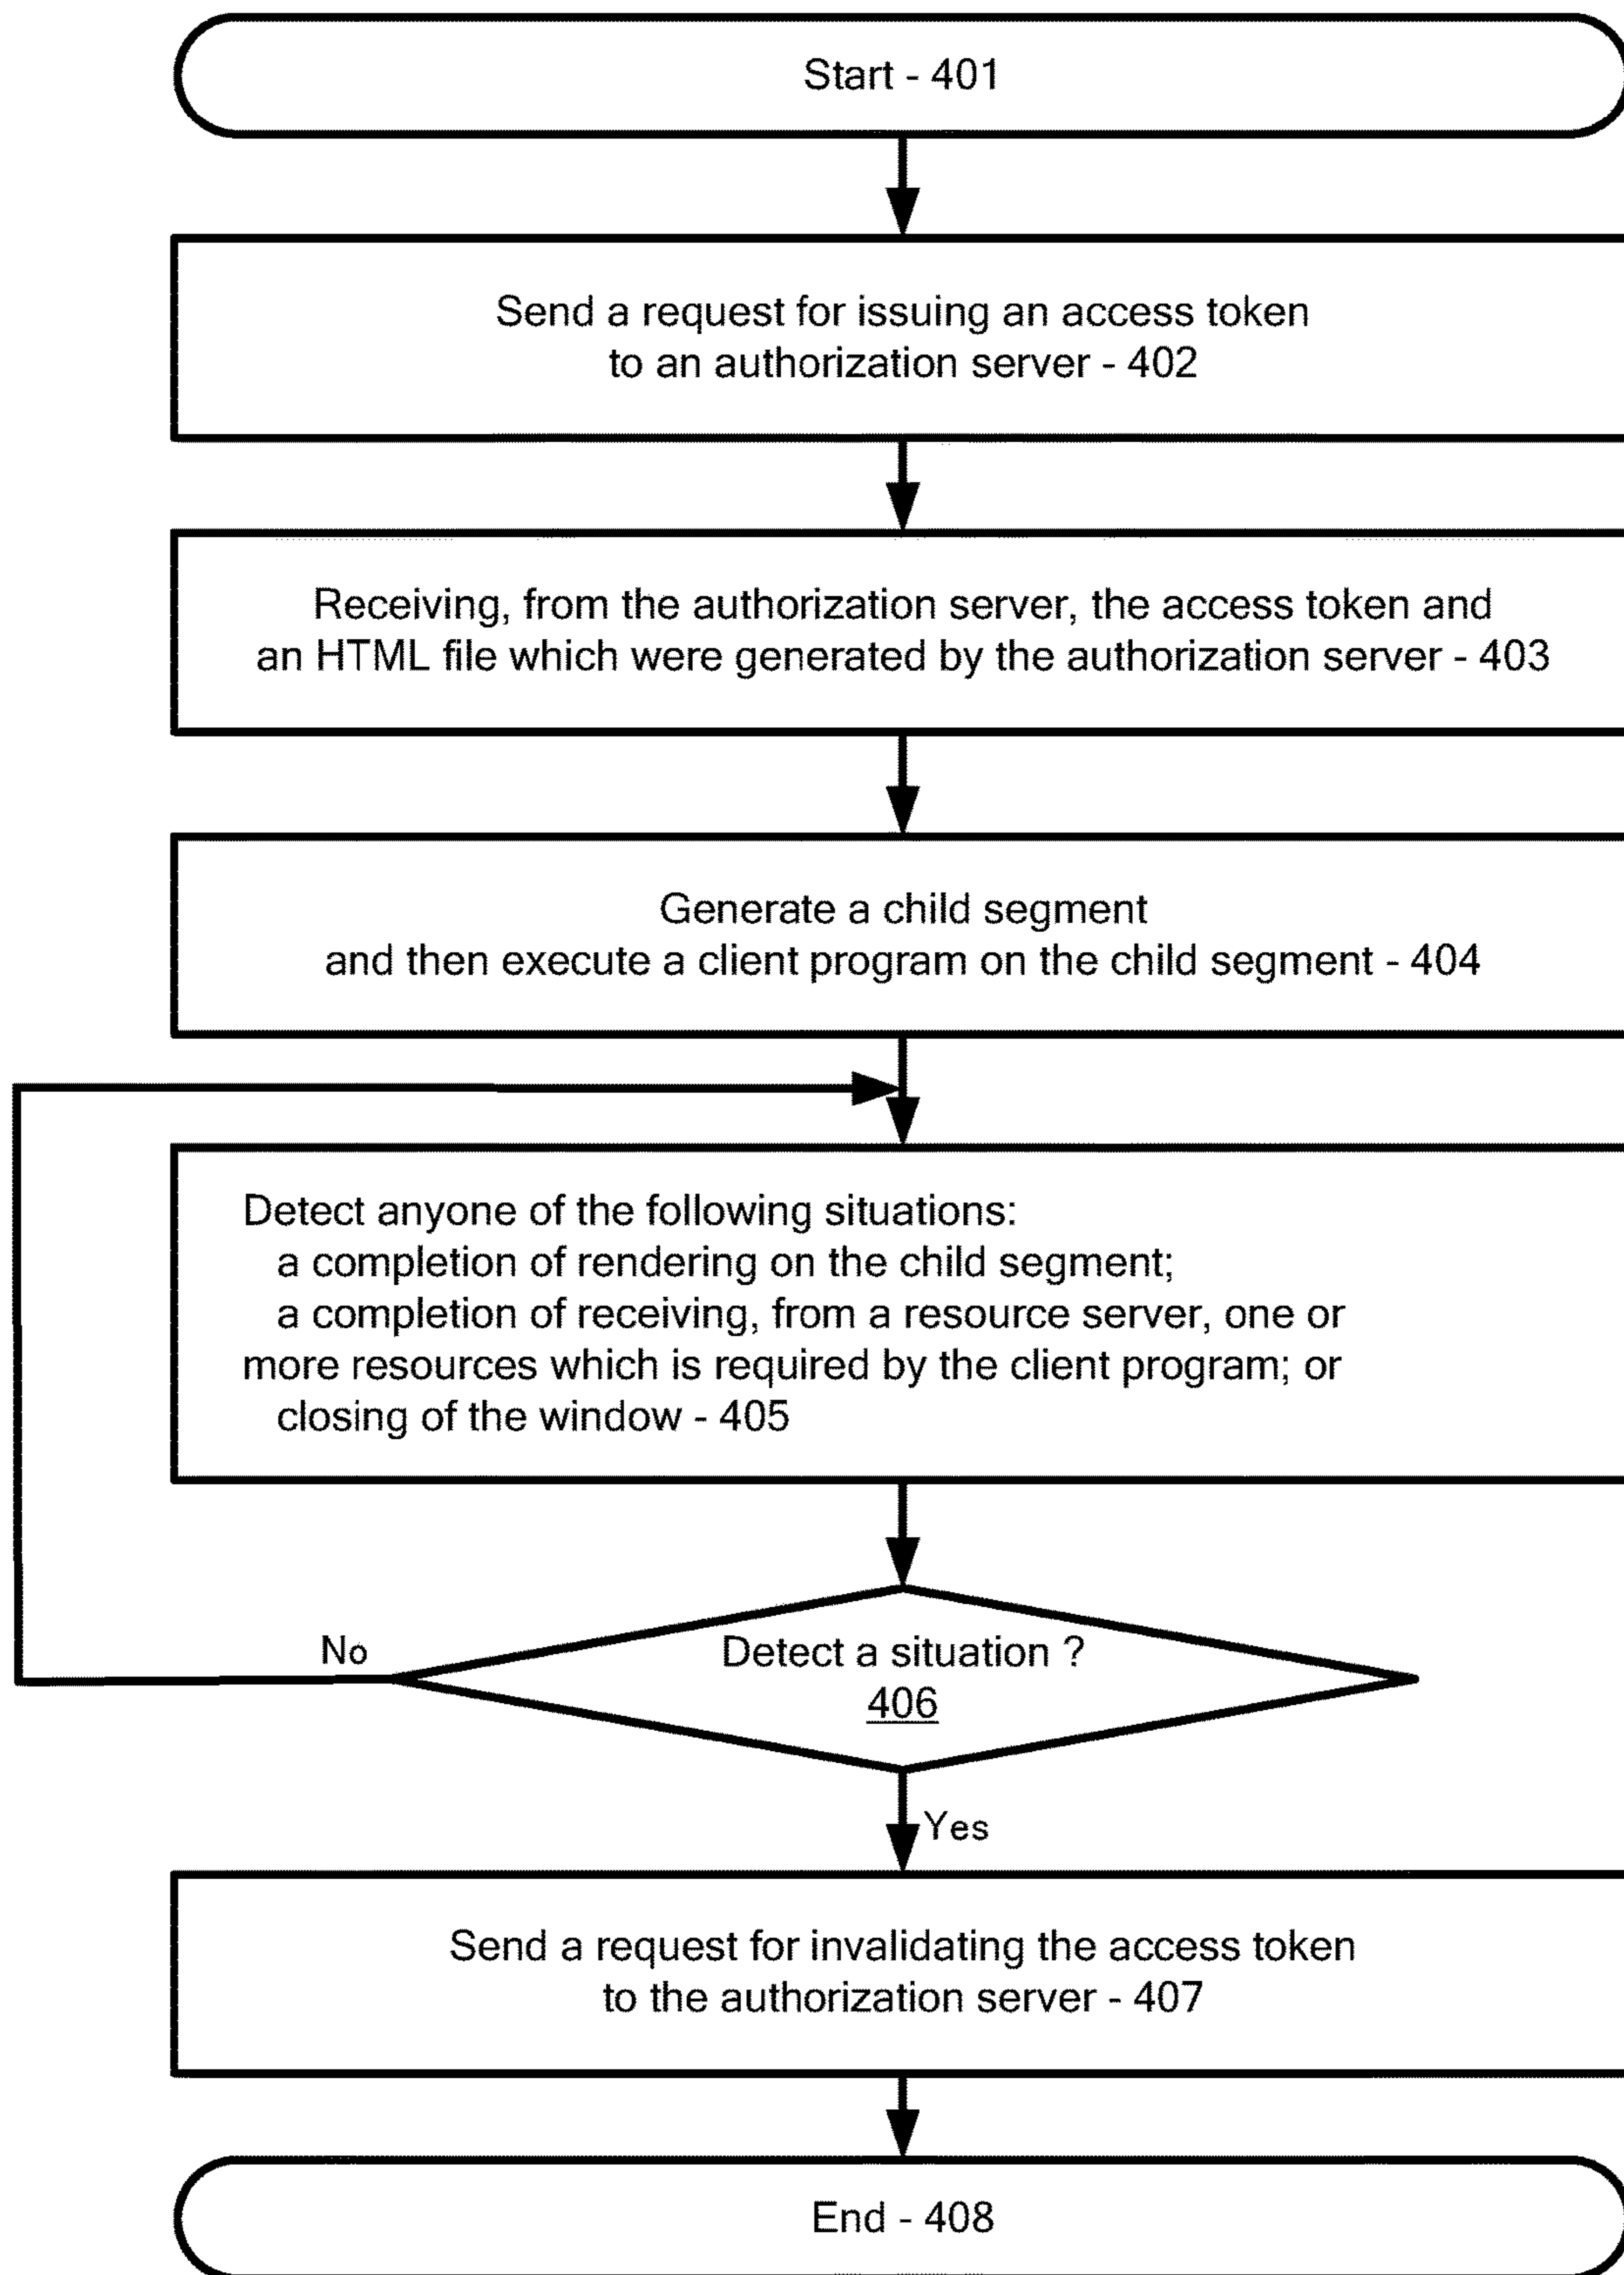 Start - 401
Send a request for issuing an access token
to an authorization server - 402
Receiving, from the authorization server, the access token and
an HTML file which were generated by the authorization server - 403
Generate a child segment
and then execute a client program on the child segment - 404
Detect anyone of the following situations:
a completion of rendering on the child segment;
a completion of receiving, from a resource server, one or
more resources which is required by the client program; or
closing of the window - 405
No
Detect a situation ?
406
Yes
Send a request for invalidating the access token
to the authorization server - 407
End - 408